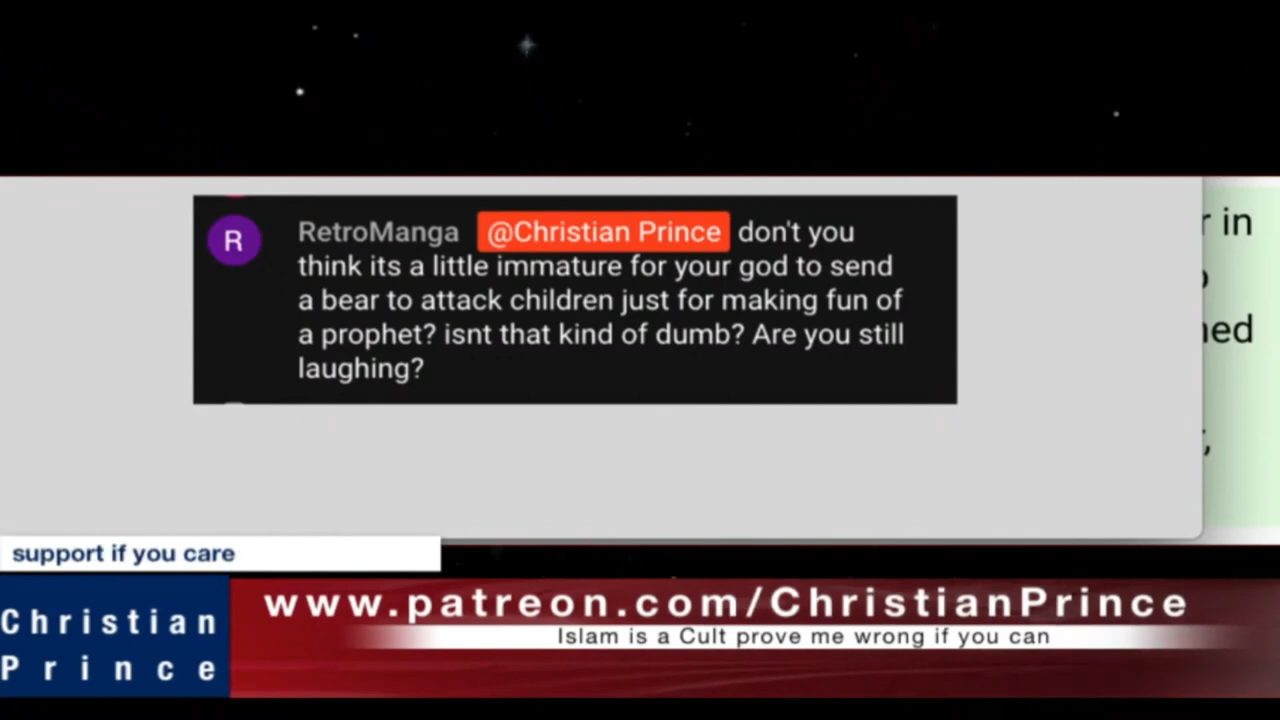 R
RetroManga @Christian Prince don't you
think its a little immature for your god to send
a bear to attack children just for making fun of
a prophet? isnt that kind of dumb? Are you still
laughing?
in
support if you care
Christian
Prince
www.patreon.com/ChristianPrince
Islam is a Cult prove me wrong if you can